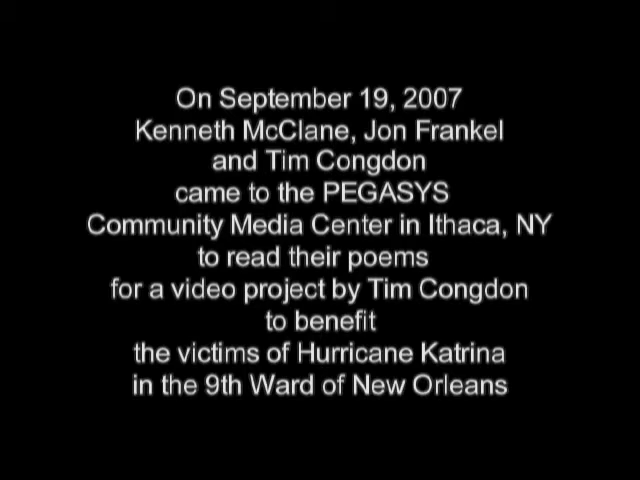 On September 19, 2007
Kenneth McClane, Jon Frankel
and Tim Congdon
came to the PEGASYS
Community Media Center in Ithaca, NY
to read their poems
for a video project by Tim Congdon
to benefit
the victims of Hurricane Katrina
in the 9th Ward of New Orleans